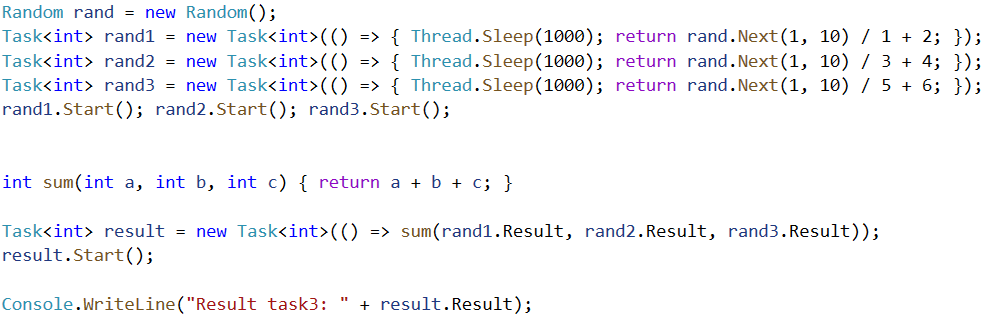 Random rand = new Random();
Task<int> rand1 = new Task<int>(() => { Thread.Sleep(1000); return rand.Next(1, 10) / 1 + 2; });
Task<int> rand2 = new Task<int>(() => { Thread.Sleep(1000); return rand.Next(1, 10) / 3 + 4; });
Task<int> rand3 = new Task<int>(() => { Thread.Sleep(1000); return rand.Next(1, 10) / 5 + 6; });
rand1.Start(); rand2.Start(); rand3.Start();
int sum(int a, int b, int c) { return a + b + c; }
Task<int> result = new Task<int>(() => sum(rand1.Result, rand2.Result, rand3.Result));
result.Start();
Console.WriteLine("Result task3: " + result.Result);